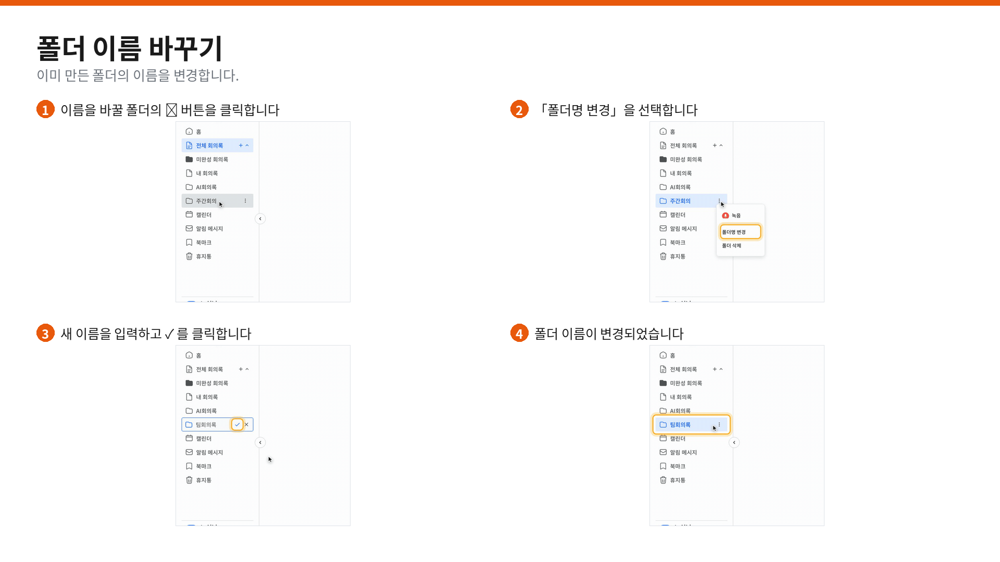 폴더 이름 바꾸기
이미 만든 폴더의 이름을 변경합니다.
1 이름을 바꿀 폴더의 버튼을 클릭합니다
홈
전체 회의록
미완성 회의록
내 회의록
AI회의록
주간회의
캘린더
알림 메시지
북마크
휴지통
2 「폴더명 변경」을 선택합니다
홈
전체 회의록
미완성 회의록
내 회의록
AI회의록
주간회의
캘린더
알림 메시지
북마크
휴지통
녹음
폴더명 변경
폴더 삭제
3 새 이름을 입력하고 ✓를 클릭합니다
홈
전체 회의록
미완성 회의록
내 회의록
AI회의록
팀회의록
캘린더
알림 메시지
북마크
휴지통
4 폴더 이름이 변경되었습니다
홈
전체 회의록
미완성 회의록
내 회의록
AI회의록
팀회의록
캘린더
알림 메시지
북마크
휴지통